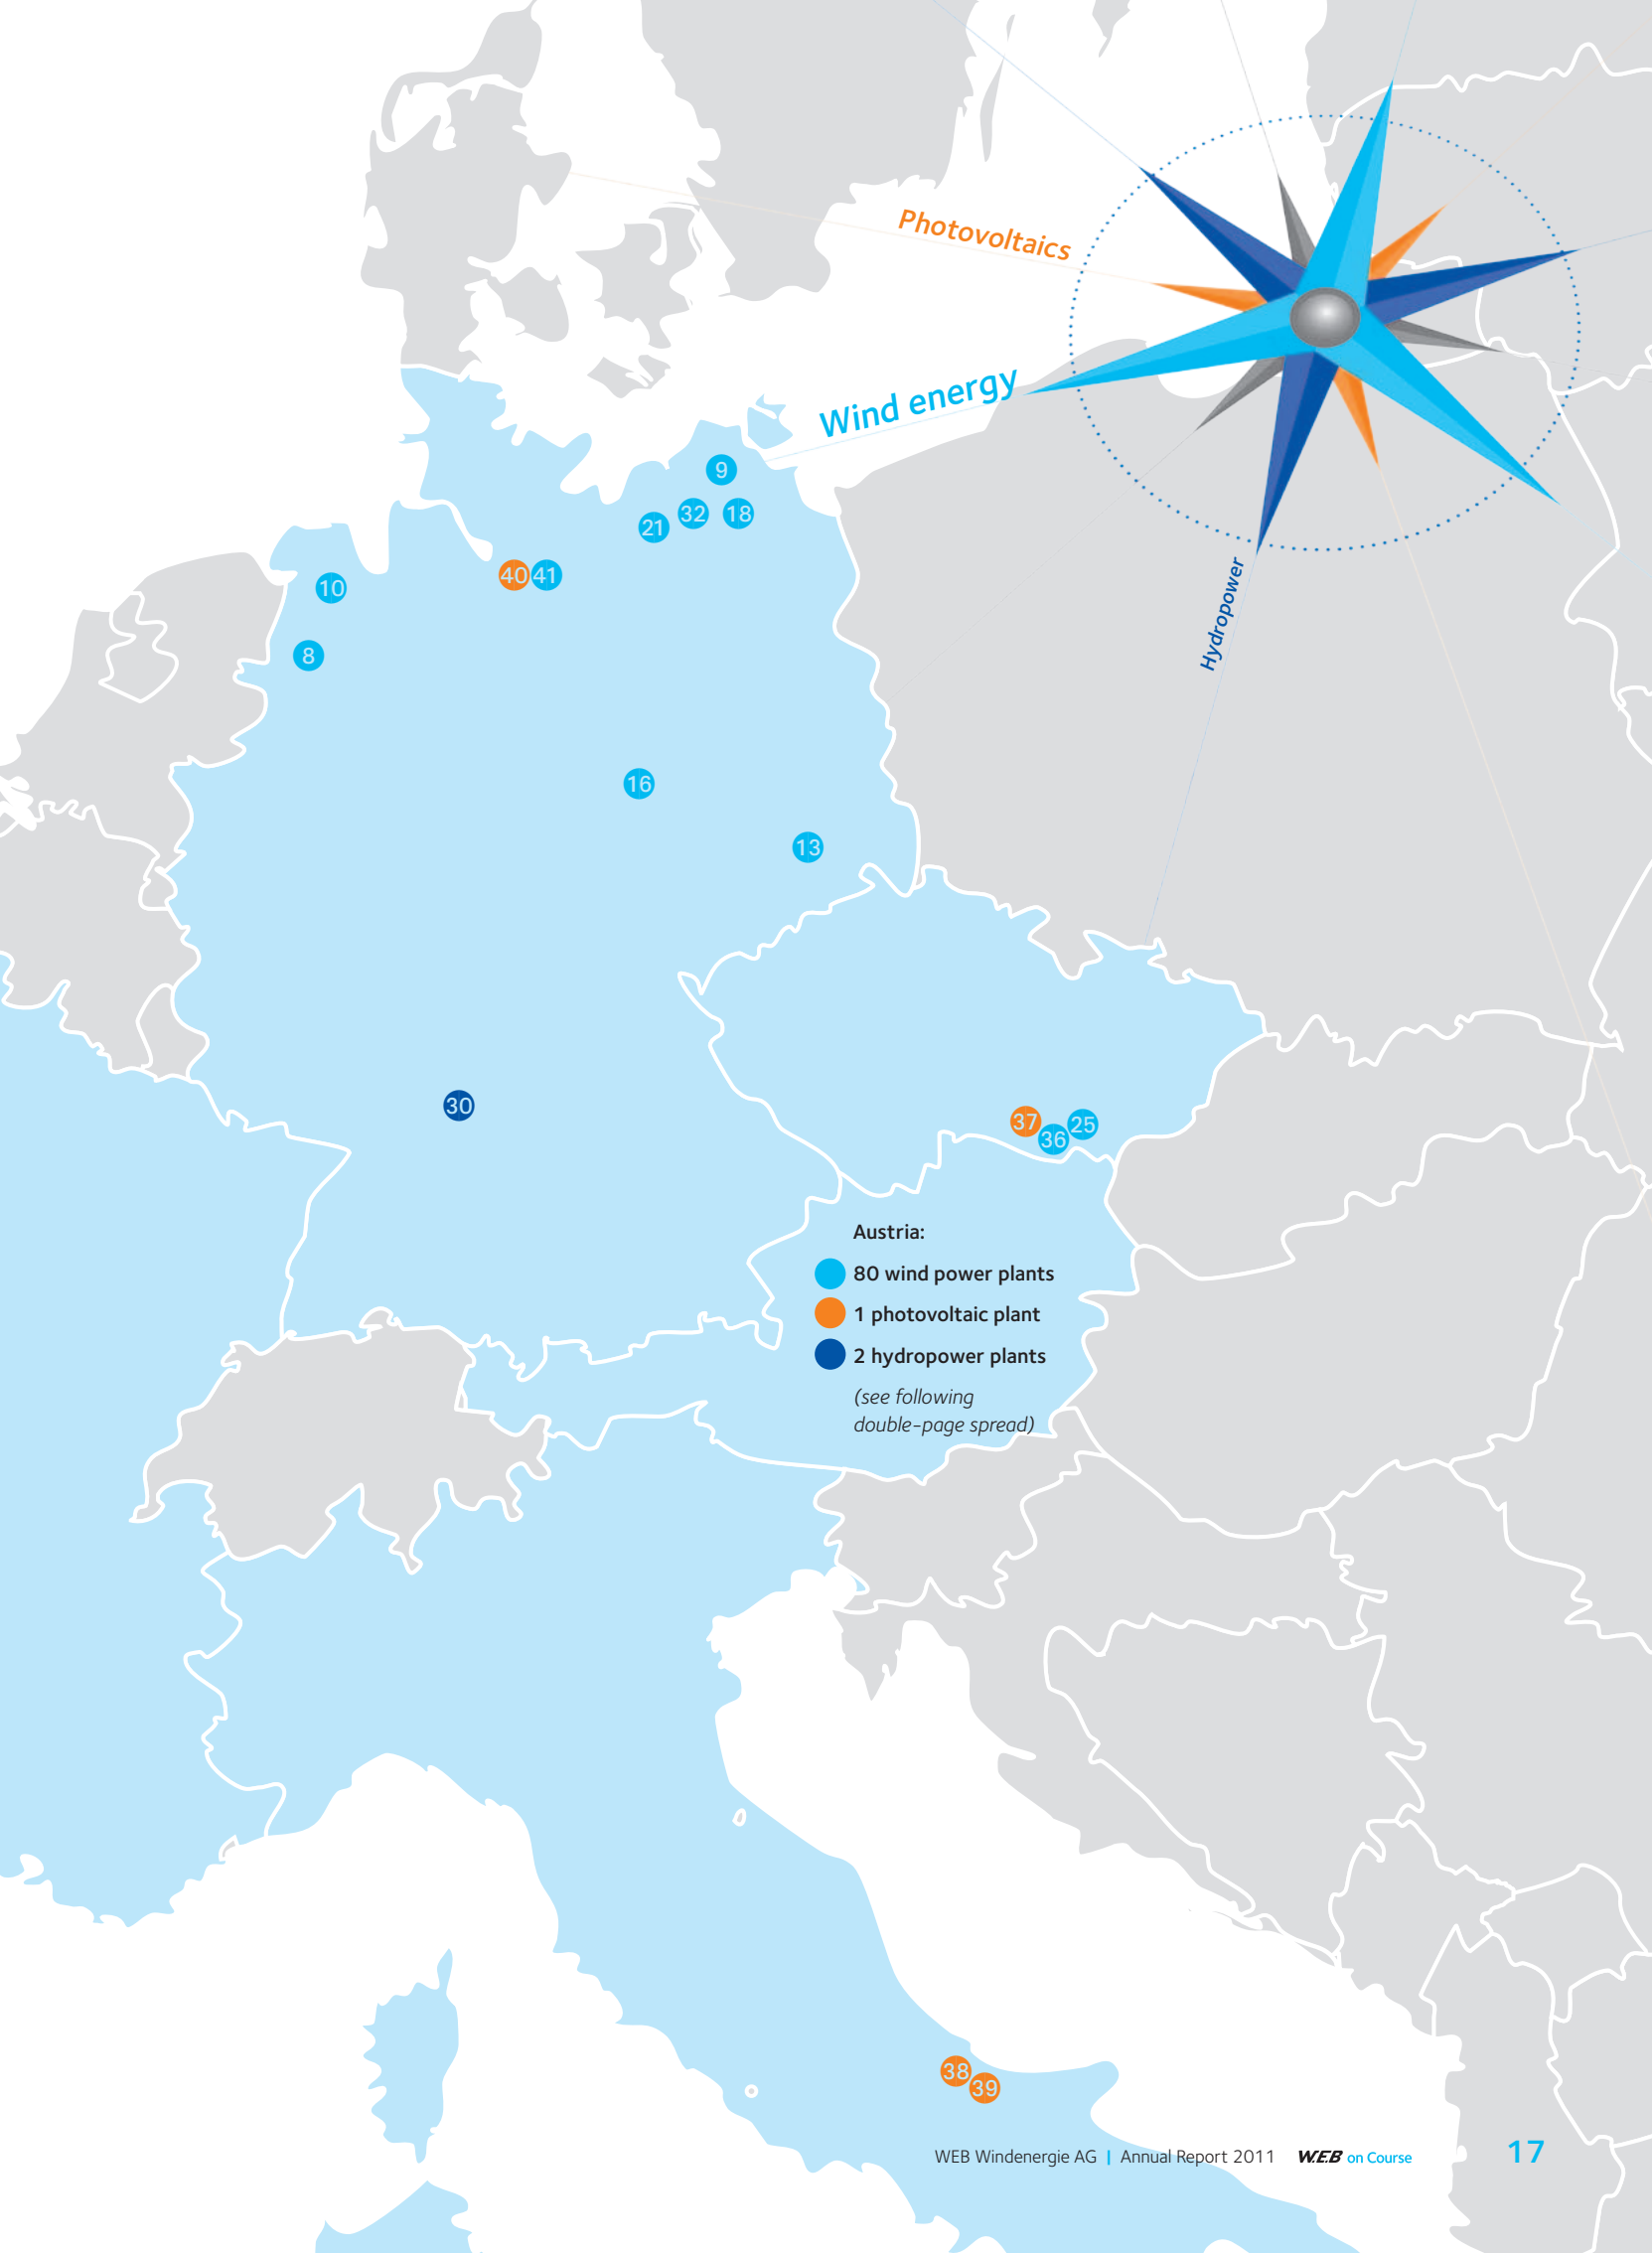 Photovoltaics
Wind energy
Hydropower
9
32
18
21
40
41
10
8
16
13
30
37
36
25
Austria:
80 wind power plants
1 photovoltaic plant
2 hydropower plants
(see following
double-page spread)
38
39
WEB Windenergie AG | Annual Report 2011 W.E.B on Course 17